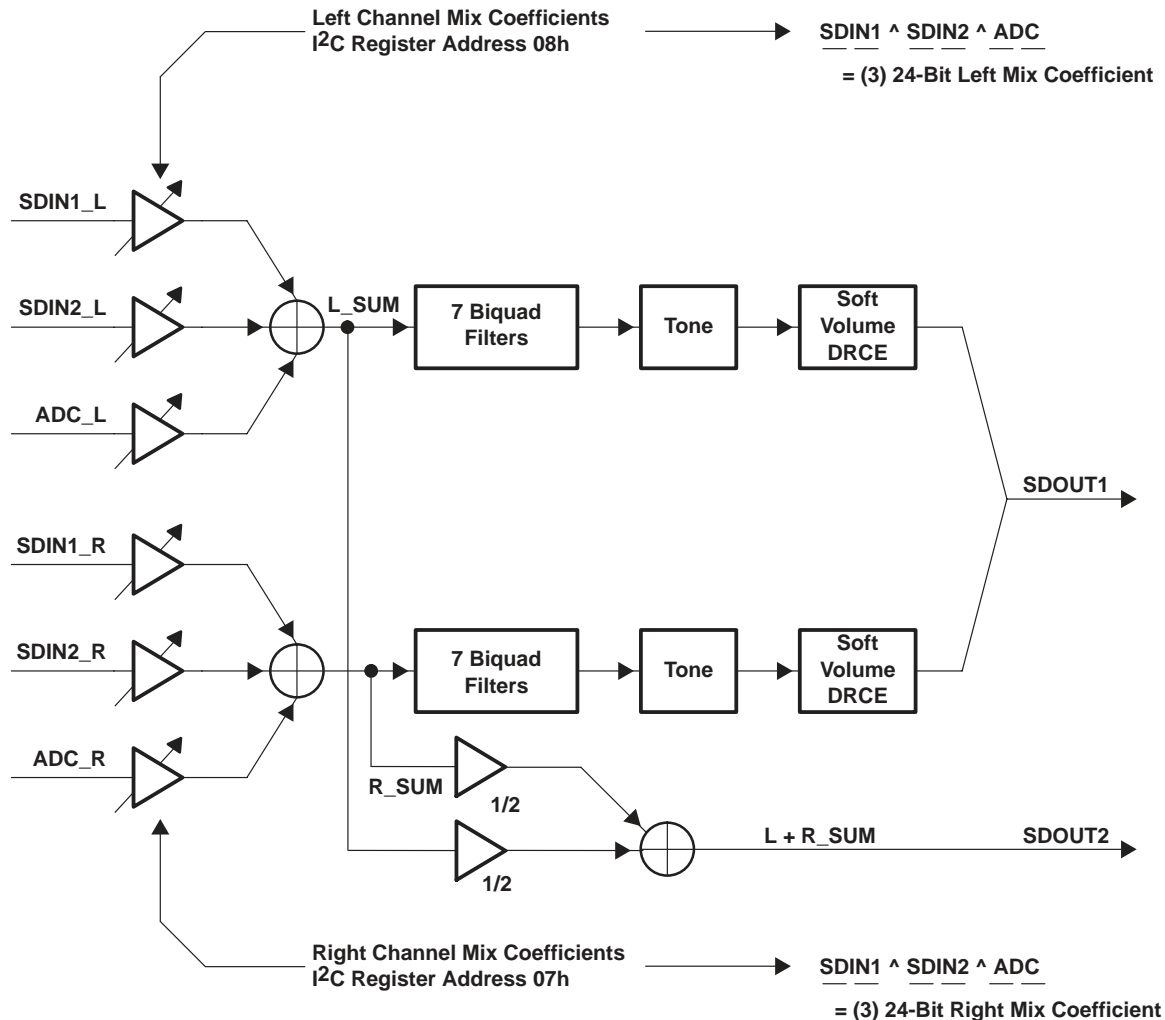 Left Channel Mix Coefficients
I2C Register Address 08h
SDIN1 ^ SDIN2 ^ ADC
= (3) 24-Bit Left Mix Coefficient
SDIN1_L
SDIN2_L
L_SUM
7 Biquad
Filters
Tone
Soft
Volume
DRCE
ADC_L
SDOUT1
SDIN1_R
SDIN2_R
7 Biquad
Filters
Tone
Soft
Volume
DRCE
ADC_R
R_SUM
1/2
L + R_SUM
SDOUT2
1/2
Right Channel Mix Coefficients
I2C Register Address 07h
SDIN1 ^ SDIN2 ^ ADC
= (3) 24-Bit Right Mix Coefficient